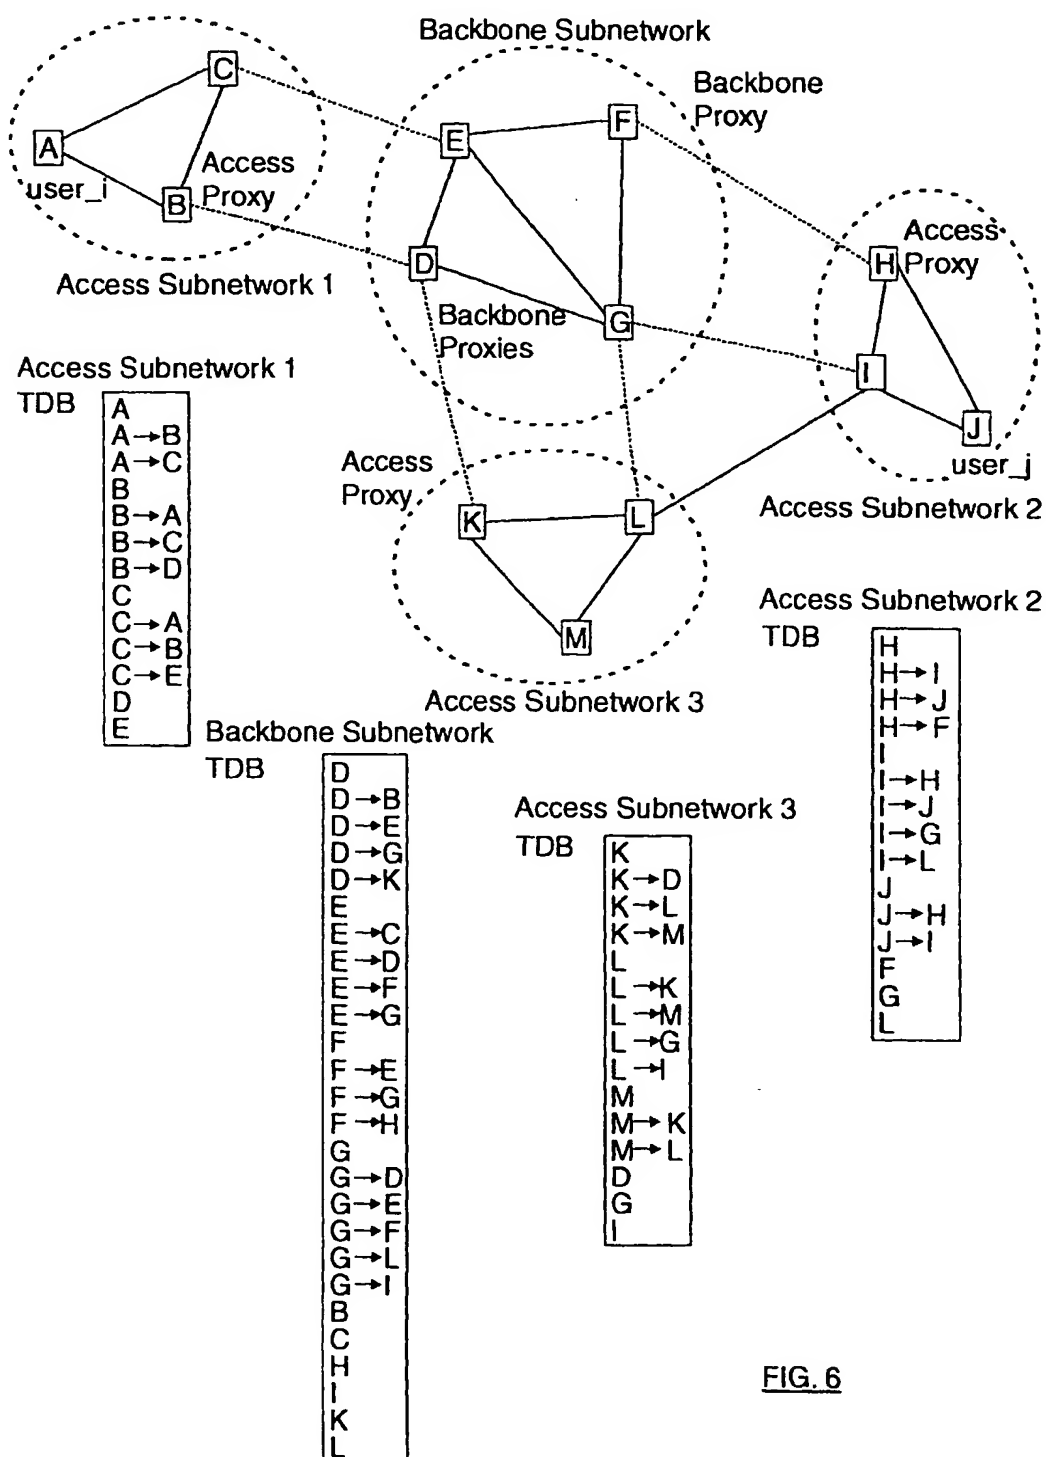 Backbone Subnetwork
Backbone
Proxy
C
A
user_i
Access
Proxy
B
E
F
D
G
Backbone
Proxies
Access
Proxy
H
I
J
user_j
Access Subnetwork 1
Access Subnetwork 2
Access
Proxy
K
L
M
Access Subnetwork 3
Access Subnetwork 1
TDB
A
A→B
A→C
B
B→A
B→C
B→D
C
C→A
C→B
C→E
D
E
Backbone Subnetwork
TDB
D
D→B
D→E
D→G
D→K
E
E→C
E→D
E→F
E→G
F
F→E
F→G
F→H
G
G→D
G→E
G→F
G→L
G→I
B
C
H
I
K
L
Access Subnetwork 3
TDB
K
K→D
K→L
K→M
L
L→K
L→M
L→G
L→I
M
M→K
M→L
D
G
I
Access Subnetwork 2
TDB
H
H→I
H→J
H→F
I
I→H
I→J
I→G
I→L
J
J→H
J→I
F
G
L
FIG. 6